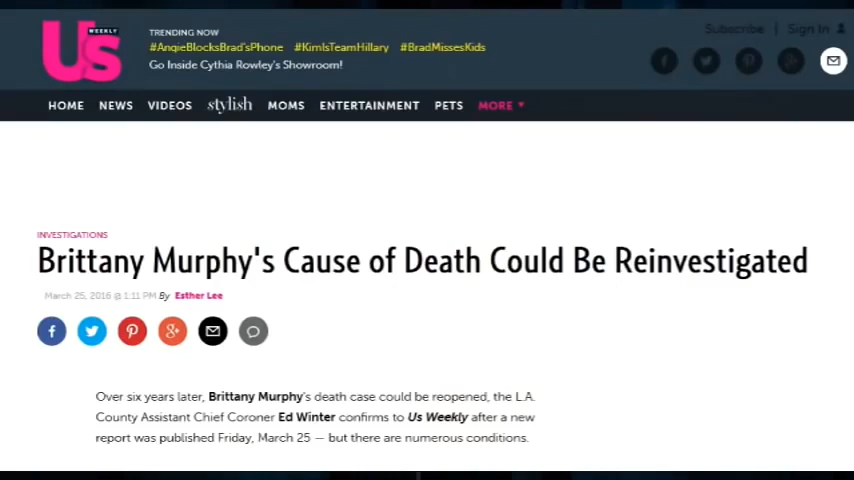 Us WEEKLY
TRENDING NOW
#AngieBlocksBrad'sPhone #KimIsTeamHillary #BradMissesKids
Go Inside Cythia Rowley's Showroom!
Subscribe | Sign In
HOME NEWS VIDEOS stylish MOMS ENTERTAINMENT PETS MORE
INVESTIGATIONS
Brittany Murphy's Cause of Death Could Be Reinvestigated
March 25, 2016 @ 1:11 PM By Esther Lee
Over six years later, Brittany Murphy's death case could be reopened, the L.A.
County Assistant Chief Coroner Ed Winter confirms to Us Weekly after a new
report was published Friday, March 25 — but there are numerous conditions.